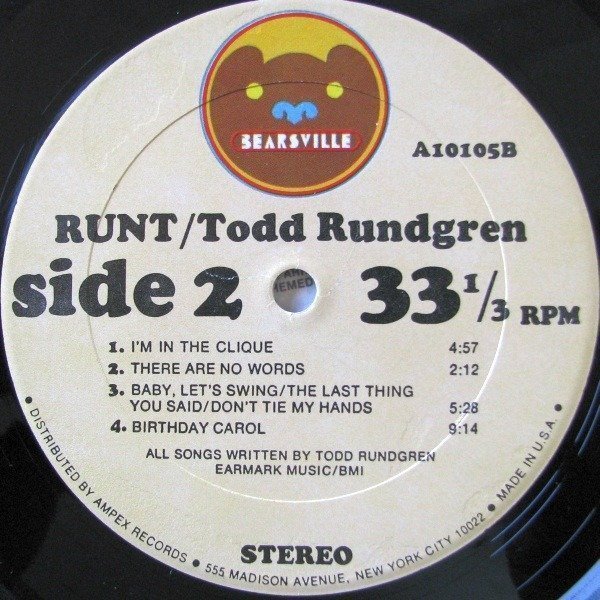 BEARSVILLE
A10105B
RUNT/Todd Rundgren
side 2 33 1/3 RPM
1. I'M IN THE CLIQUE 4:57
2. THERE ARE NO WORDS 2:12
3. BABY, LET'S SWING/THE LAST THING
YOU SAID/DON'T TIE MY HANDS 5:28
4. BIRTHDAY CAROL 9:14
ALL SONGS WRITTEN BY TODD RUNDGREN
EARMARK MUSIC/BMI
STEREO
• DISTRIBUTED BY AMPEX RECORDS • 555 MADISON AVENUE, NEW YORK CITY 10022 • MADE IN U.S.A. •